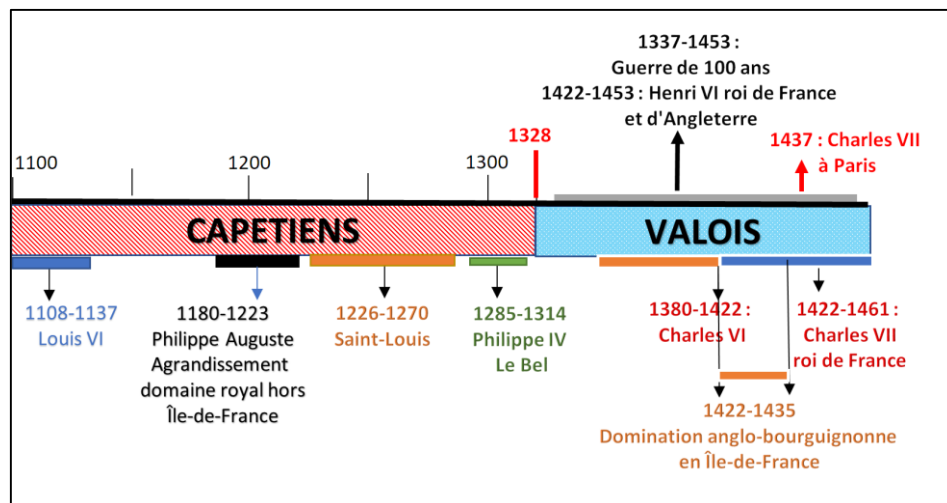 1337-1453 :
Guerre de 100 ans
1422-1453 : Henri VI roi de France
et d'Angleterre
1437 : Charles VII
à Paris
1328
1100
1200
1300
CAPETIENS
VALOIS
1108-1137
Louis VI
1180-1223
Philippe Auguste
Agrandissement
domaine royal hors
Île-de-France
1226-1270
Saint-Louis
1285-1314
Philippe IV
Le Bel
1380-1422 :
Charles VI
1422-1461 :
Charles VII
roi de France
1422-1435
Domination anglo-bourguignonne
en Île-de-France